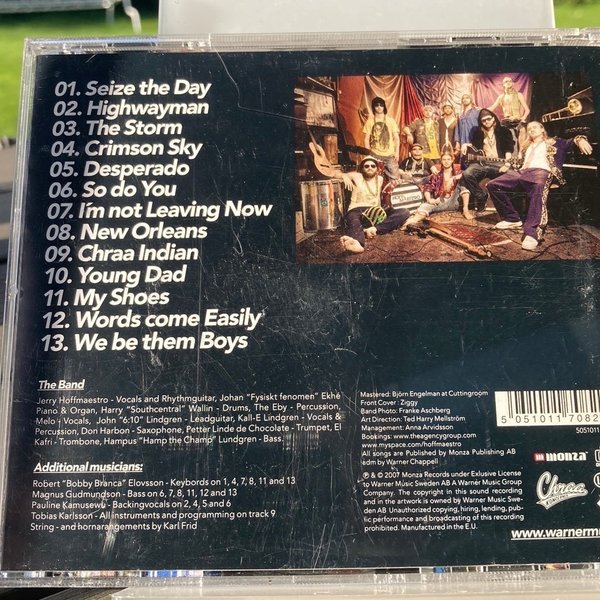 01. Seize the Day
02. Highwayman
03. The Storm
04. Crimson Sky
05. Desperado
06. So do You
07. I´m not Leaving Now
08. New Orleans
09. Chraa Indian
10. Young Dad
11. My Shoes
12. Words come Easily
13. We be them Boys
The Band
Jerry Hoffmaestro - Vocals and Rhythmguitar, Johan "Fysiskt fenomen" Ekhé
Piano & Organ, Harry "Southcentral" Wallin - Drums, The Eby - Percussion,
Melo - Vocals, John "6:10" Lindgren - Leadguitar, Kall-E Lindgren - Vocals &
Percussion, Don Harbon - Saxophone, Petter Linde de Chocolate - Trumpet, El
Kafri - Trombone, Hampus "Hamp the Champ" Lundgren - Bass.
Additional musicians:
Robert "Bobby Branca" Elovsson - Keybords on 1, 4, 7, 8, 11 and 13
Magnus Gudmundson - Bass on 6, 7, 8, 11, 12 and 13
Pauline Kamusewu - Backingvocals on 2, 4, 5 and 6
Tobias Karlsson - All instruments and programming on track 9
String - and hornarrangements by Karl Frid
Mastered: Björn Engelman at Cuttingroom
Front Cover : Ziggy
Band Photo: Franke Aschberg
Art Direction: Ted Harry Mellström
Management: Anna Arvidsson
Bookings: www.theagencygroup.com
www.myspace.com/hoffmaestro
All songs are Published by Monza Publishing AB
adm by Warner Chappell
℗ & © 2007 Monza Records under Exlusive License
to Warner Music Sweden AB A Warner Music Group
Company. The copyright in this sound recording
and in the artwork is owned by Warner Music Swe-
den AB. Unauthorized copying, hiring, lending, pu-
blic performance and broadcasting of this recording
prohibited. Manufactured in the E.U.
5 051011 7082
5051011
MONZA
Chraa
www.warnermu